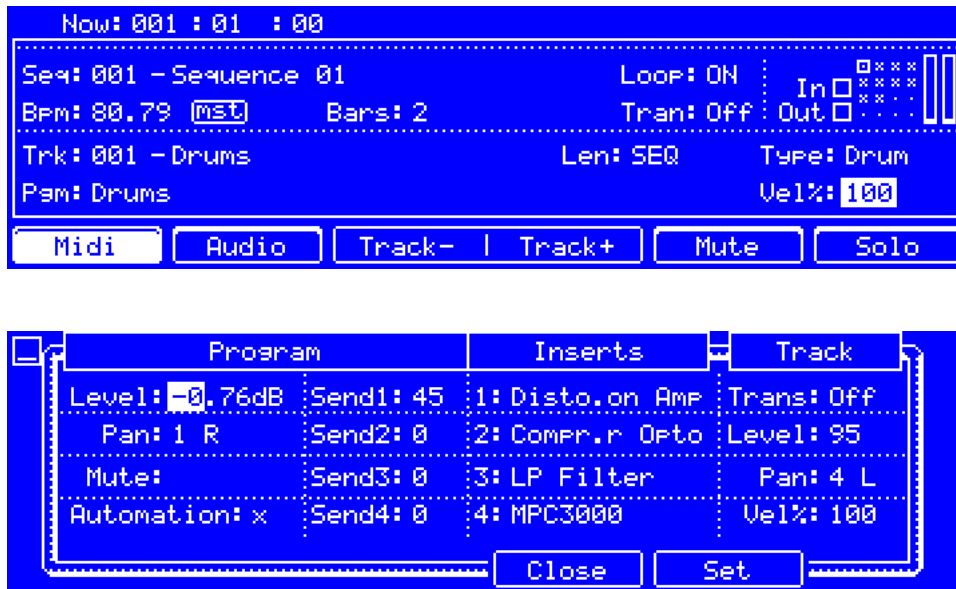 Now: 001 : 01 : 00
Seq: 001 - Sequence 01 Loop: ON
In
Bpm: 80.79 mst Bars: 2 Tran: Off Out
Trk: 001 - Drums Len: SEQ Type: Drum
Pgm: Drums Vel%: 100
Midi Audio Track- | Track+ Mute Solo
Program Inserts Track
Level: -0.76dB Send1: 45 1: Disto.on Amp Trans: Off
Pan: 1 R Send2: 0 2: Compr.r Opto Level: 95
Mute: Send3: 0 3: LP Filter Pan: 4 L
Automation: x Send4: 0 4: MPC3000 Vel%: 100
Close Set